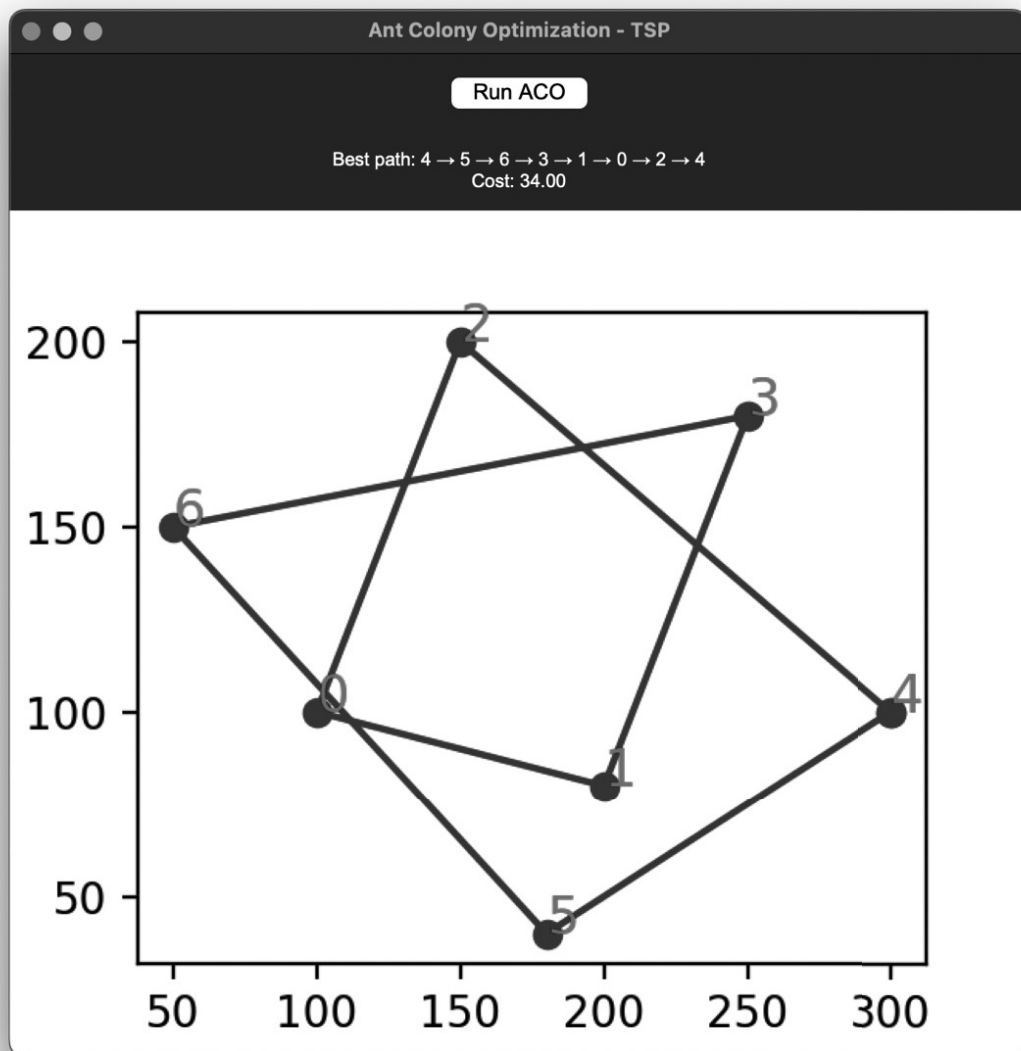 Ant Colony Optimization - TSP
Run ACO
Best path: 4 → 5 → 6 → 3 → 1 → 0 → 2 → 4
Cost: 34.00
2
200
3
6
150
0
4
100
1
5
50
50 100 150 200 250 300